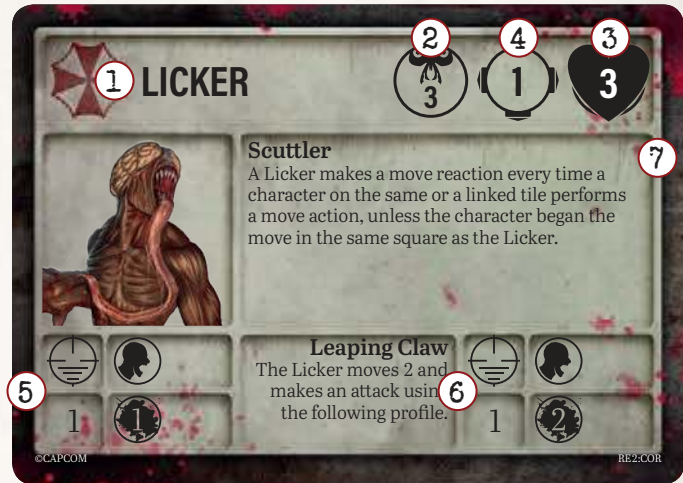 2 4 3
1 LICKER 3 1 3
7
Scuttler
A Licker makes a move reaction every time a
character on the same or a linked tile performs
a move action, unless the character began the
move in the same square as the Licker.
Leaping Claw
The Licker moves 2 and
makes an attack usin
the following profile.
5 6
1 1 1 2
©CAPCOM RE2:COR